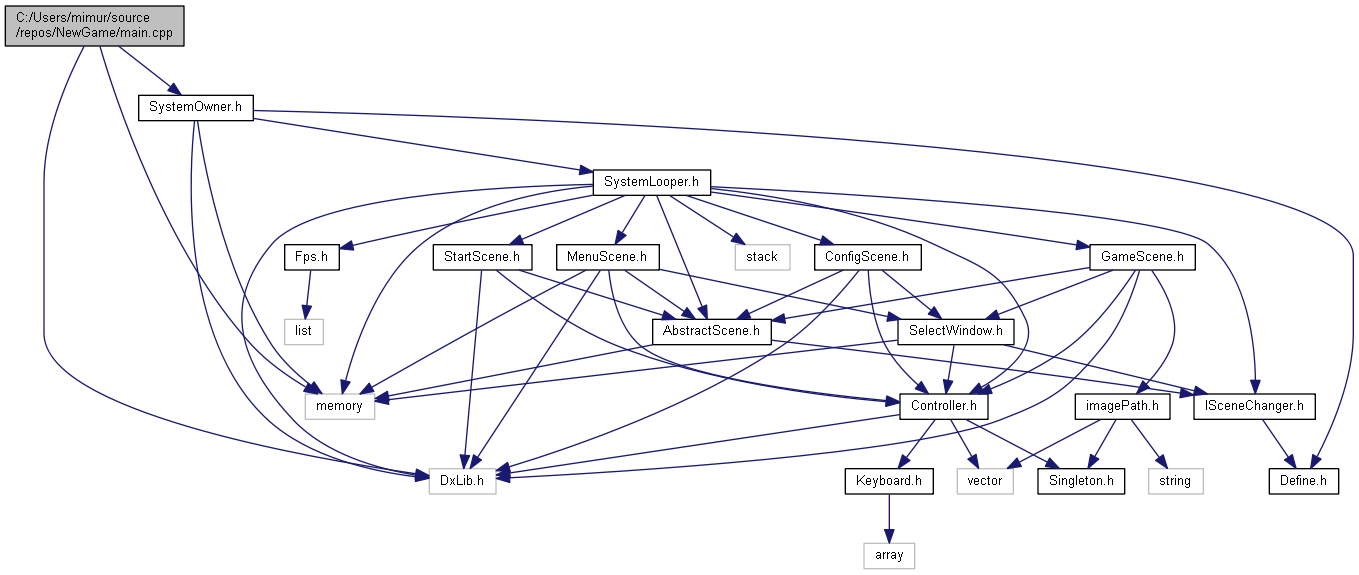 C:/Users/mimur/source
/repos/NewGame/main.cpp
SystemOwner.h
SystemLooper.h
Fps.h
StartScene.h
MenuScene.h
stack
ConfigScene.h
GameScene.h
list
AbstractScene.h
SelectWindow.h
memory
Controller.h
imagePath.h
ISceneChanger.h
DxLib.h
Keyboard.h
vector
Singleton.h
string
Define.h
array